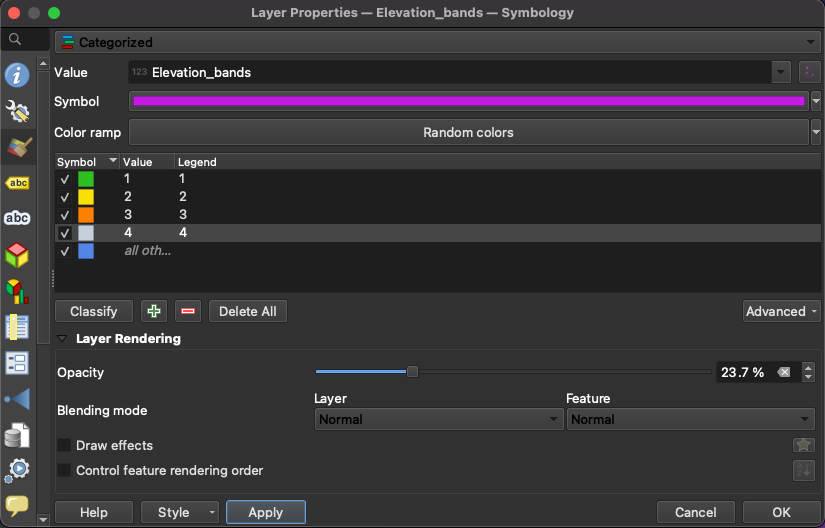 Layer Properties — Elevation_bands — Symbology
Categorized
Value 123 Elevation_bands
Symbol
Color ramp Random colors
Symbol Value Legend
1 1
2 2
3 3
4 4
all oth...
Classify Delete All Advanced
Layer Rendering
Opacity 23.7 %
Layer Feature
Blending mode Normal Normal
Draw effects
Control feature rendering order
Help Style Apply Cancel OK
abc
abc